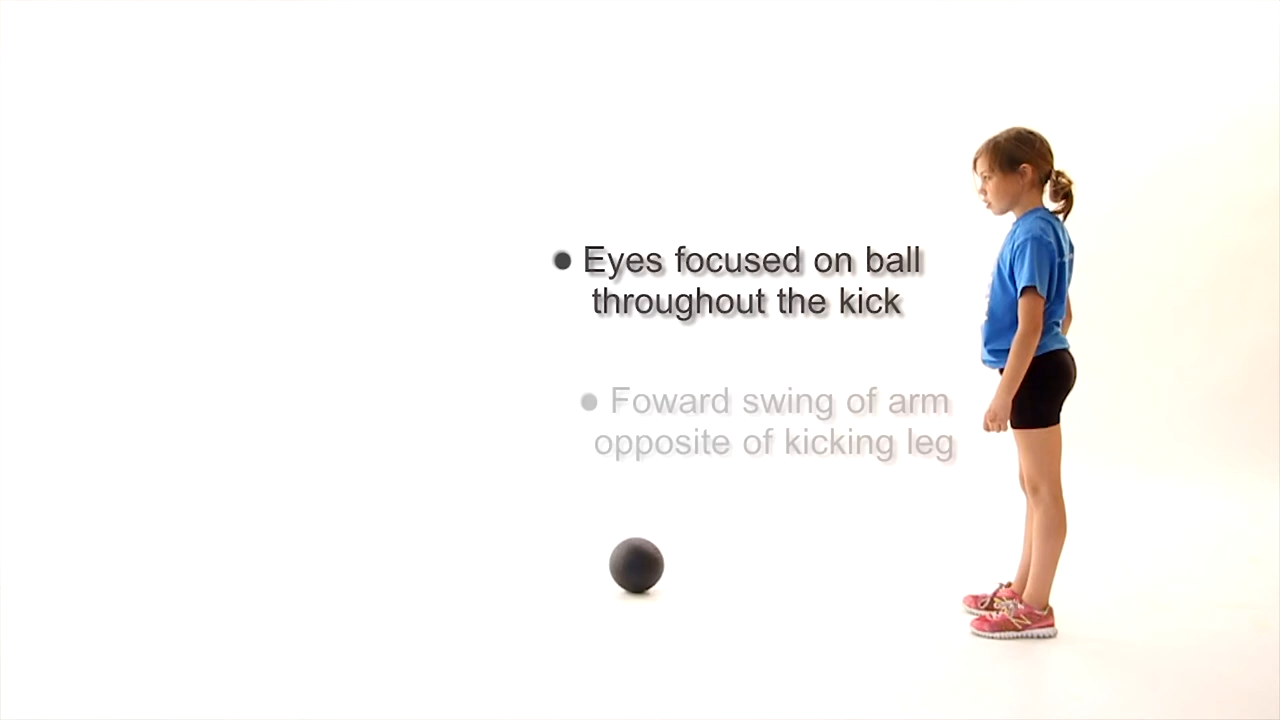 • Eyes focused on ball
throughout the kick
• Foward swing of arm
opposite of kicking leg